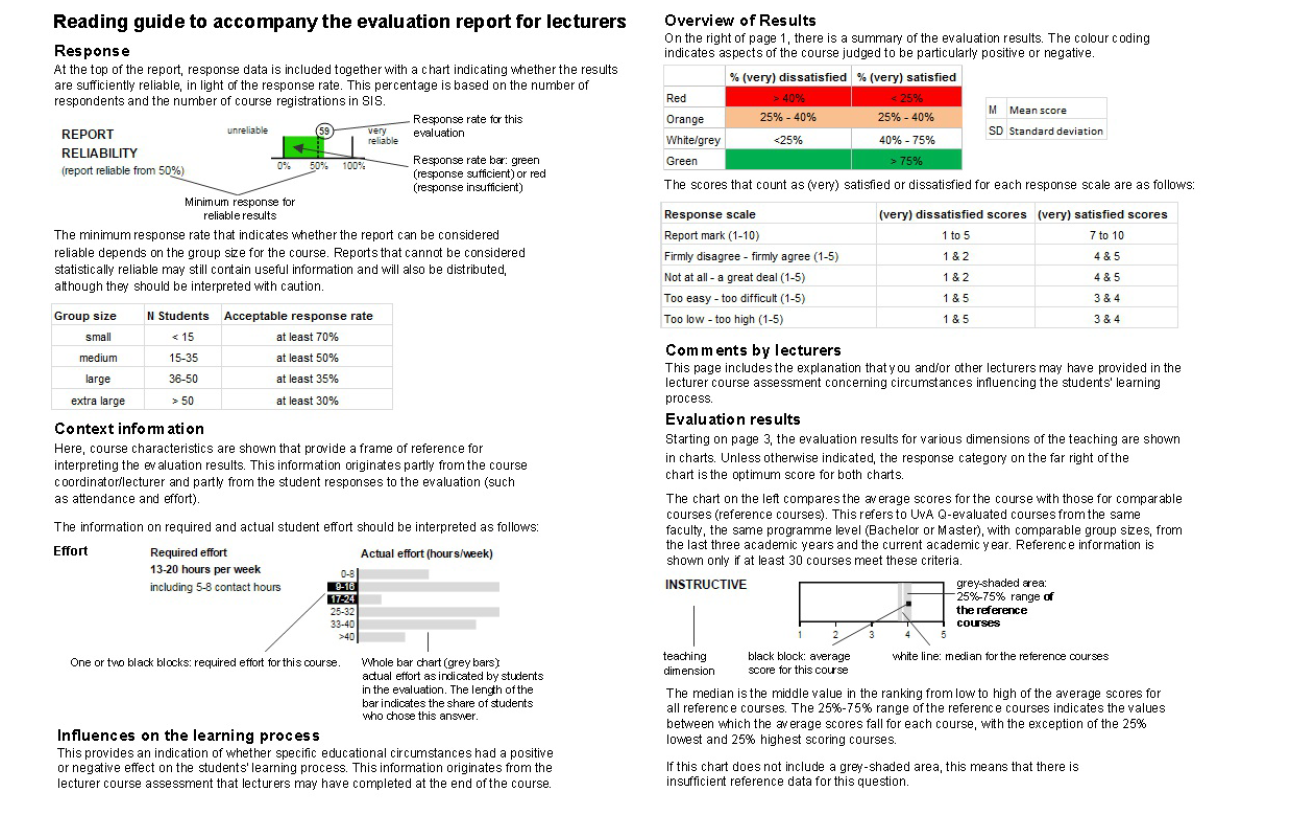 Reading guide to accompany the evaluation report for lecturers
Response
At the top of the report, response data is included together with a chart indicating whether the results
are sufficiently reliable, in light of the response rate. This percentage is based on the number of
respondents and the number of course registrations in SIS.
REPORT
RELIABILITY
(report reliable from 50%)
unreliable
59
very
reliable
0% 50% 100%
Response rate for this
evaluation
Response rate bar: green
(response sufficient) or red
(response insufficient)
Minimum response for
reliable results
The minimum response rate that indicates whether the report can be considered
reliable depends on the group size for the course. Reports that cannot be considered
statistically reliable may still contain useful information and will also be distributed,
although they should be interpreted with caution.
Group size N Students Acceptable response rate
small < 15 at least 70%
medium 15-35 at least 50%
large 36-50 at least 35%
extra large > 50 at least 30%
Context information
Here, course characteristics are shown that provide a frame of reference for
interpreting the evaluation results. This information originates partly from the course
coordinator/lecturer and partly from the student responses to the evaluation (such
as attendance and effort).
The information on required and actual student effort should be interpreted as follows:
Effort
Required effort
13-20 hours per week
including 5-8 contact hours
Actual effort (hours/week)
0-8
9-16
17-24
25-32
33-40
>40
One or two black blocks: required effort for this course.
Whole bar chart (grey bars):
actual effort as indicated by students
in the evaluation. The length of the
bar indicates the share of students
who chose this answer.
Influences on the learning process
This provides an indication of whether specific educational circumstances had a positive
or negative effect on the students' learning process. This information originates from the
lecturer course assessment that lecturers may have completed at the end of the course.
Overview of Results
On the right of page 1, there is a summary of the evaluation results. The colour coding
indicates aspects of the course judged to be particularly positive or negative.
% (very) dissatisfied % (very) satisfied
Red > 40% < 25%
Orange 25% - 40% 25% - 40%
White/grey <25% 40% - 75%
Green > 75%
M Mean score
SD Standard deviation
The scores that count as (very) satisfied or dissatisfied for each response scale are as follows:
Response scale (very) dissatisfied scores (very) satisfied scores
Report mark (1-10) 1 to 5 7 to 10
Firmly disagree - firmly agree (1-5) 1 & 2 4 & 5
Not at all - a great deal (1-5) 1 & 2 4 & 5
Too easy - too difficult (1-5) 1 & 5 3 & 4
Too low - too high (1-5) 1 & 5 3 & 4
Comments by lecturers
This page includes the explanation that you and/or other lecturers may have provided in the
lecturer course assessment concerning circumstances influencing the students' learning
process.
Evaluation results
Starting on page 3, the evaluation results for various dimensions of the teaching are shown
in charts. Unless otherwise indicated, the response category on the far right of the
chart is the optimum score for both charts.
The chart on the left compares the average scores for the course with those for comparable
courses (reference courses). This refers to UvA Q-evaluated courses from the same
faculty, the same programme level (Bachelor or Master), with comparable group sizes, from
the last three academic years and the current academic year. Reference information is
shown only if at least 30 courses meet these criteria.
INSTRUCTIVE
1 2 3 4 5
grey-shaded area:
25%-75% range of
the reference
courses
teaching
dimension
black block: average
score for this course
white line: median for the reference courses
The median is the middle value in the ranking from low to high of the average scores for
all reference courses. The 25%-75% range of the reference courses indicates the values
between which the average scores fall for each course, with the exception of the 25%
lowest and 25% highest scoring courses.
If this chart does not include a grey-shaded area, this means that there is
insufficient reference data for this question.